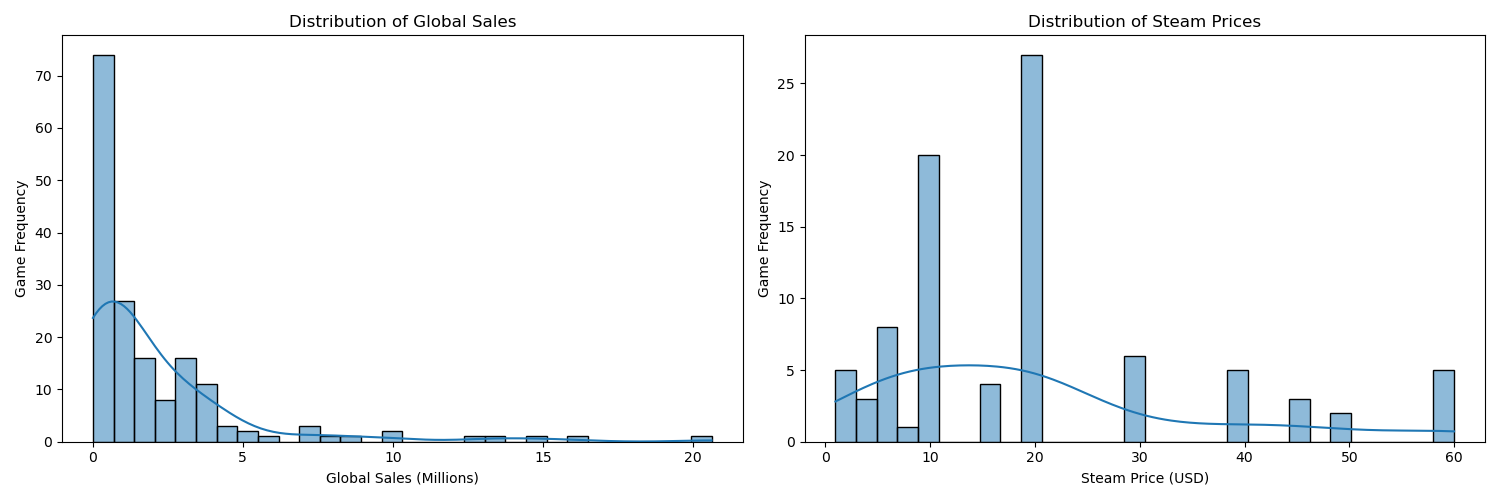 Distribution of Global Sales
Game Frequency
70
60
50
40
30
20
10
0
0 5 10 15 20
Global Sales (Millions)
Distribution of Steam Prices
Game Frequency
25
20
15
10
5
0
0 10 20 30 40 50 60
Steam Price (USD)